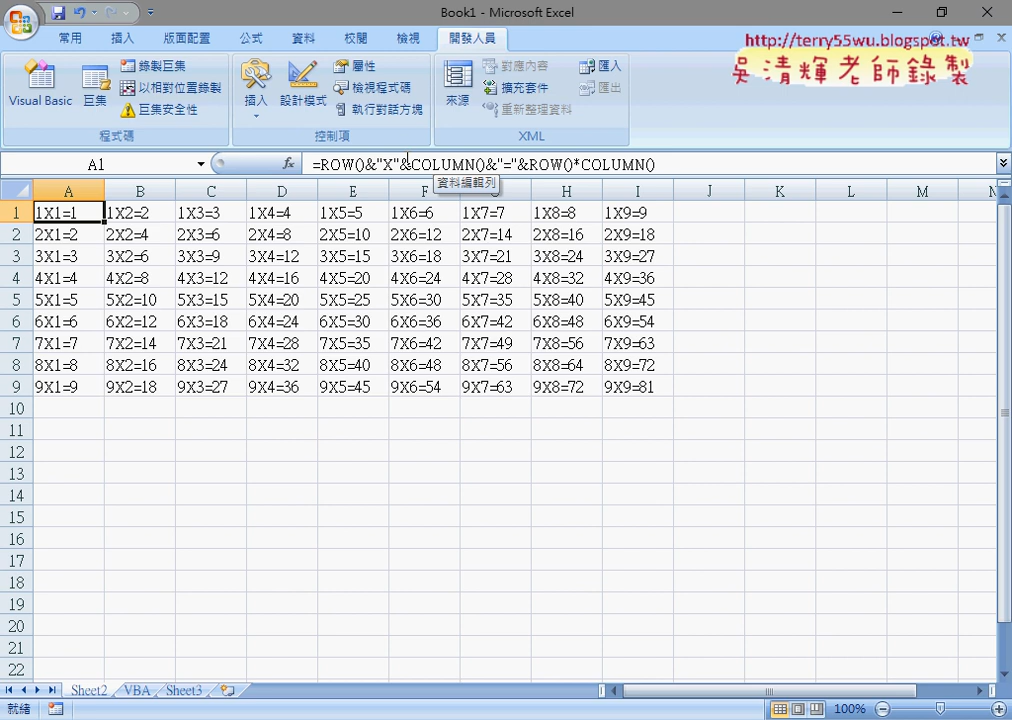 Book1 - Microsoft Excel
常用 插入 版面配置 公式 資料 校閱 檢視 開發人員
http://terry55wu.blogspot.tw
吳清輝老師錄製
Visual Basic
巨集
錄製巨集
以相對位置錄製
巨集安全性
程式碼
插入
設計模式
屬性
檢視程式碼
執行對話方塊
控制項
來源
對應內容
擴充套件
重新整理資料
匯入
匯出
XML
A1 fx =ROW()&"X"&COLUMN()&"="&ROW()*COLUMN()
資料編輯列
A B C D E F G H I J K L M N
1 1X1=1 1X2=2 1X3=3 1X4=4 1X5=5 1X6=6 1X7=7 1X8=8 1X9=9
2 2X1=2 2X2=4 2X3=6 2X4=8 2X5=10 2X6=12 2X7=14 2X8=16 2X9=18
3 3X1=3 3X2=6 3X3=9 3X4=12 3X5=15 3X6=18 3X7=21 3X8=24 3X9=27
4 4X1=4 4X2=8 4X3=12 4X4=16 4X5=20 4X6=24 4X7=28 4X8=32 4X9=36
5 5X1=5 5X2=10 5X3=15 5X4=20 5X5=25 5X6=30 5X7=35 5X8=40 5X9=45
6 6X1=6 6X2=12 6X3=18 6X4=24 6X5=30 6X6=36 6X7=42 6X8=48 6X9=54
7 7X1=7 7X2=14 7X3=21 7X4=28 7X5=35 7X6=42 7X7=49 7X8=56 7X9=63
8 8X1=8 8X2=16 8X3=24 8X4=32 8X5=40 8X6=48 8X7=56 8X8=64 8X9=72
9 9X1=9 9X2=18 9X3=27 9X4=36 9X5=45 9X6=54 9X7=63 9X8=72 9X9=81
10
11
12
13
14
15
16
17
18
19
20
21
22
Sheet2 VBA Sheet3
就緒 100%